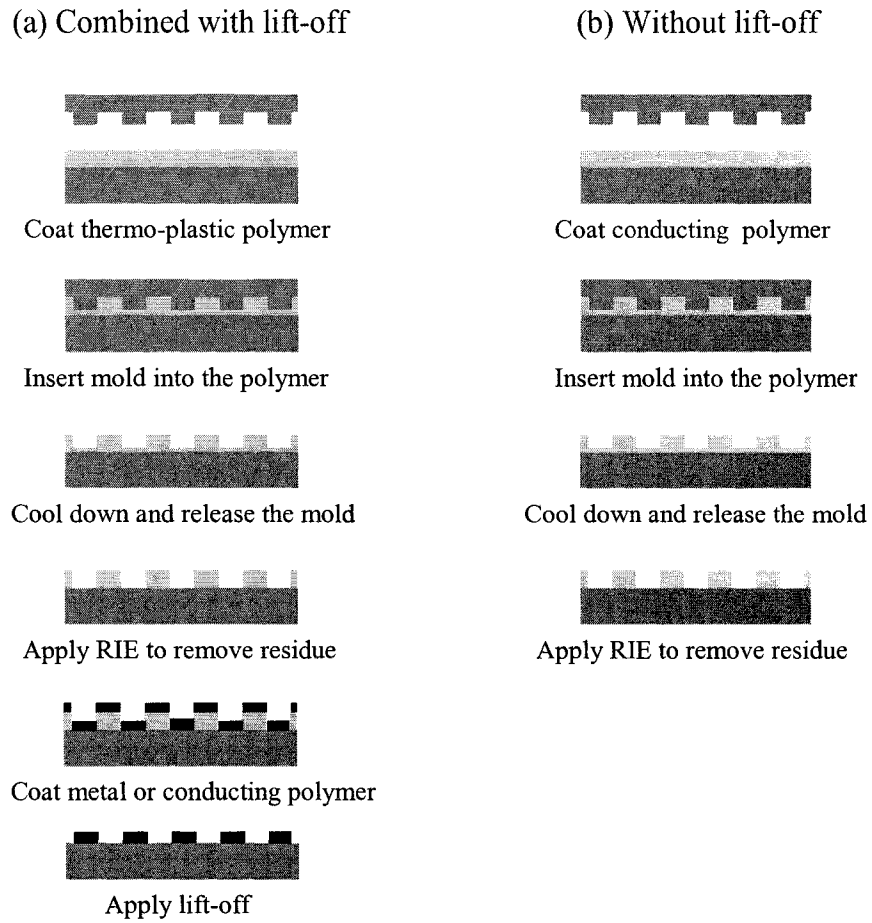 (a) Combined with lift-off
Coat thermo-plastic polymer
Insert mold into the polymer
Cool down and release the mold
Apply RIE to remove residue
Coat metal or conducting polymer
Apply lift-off
(b) Without lift-off
Coat conducting polymer
Insert mold into the polymer
Cool down and release the mold
Apply RIE to remove residue